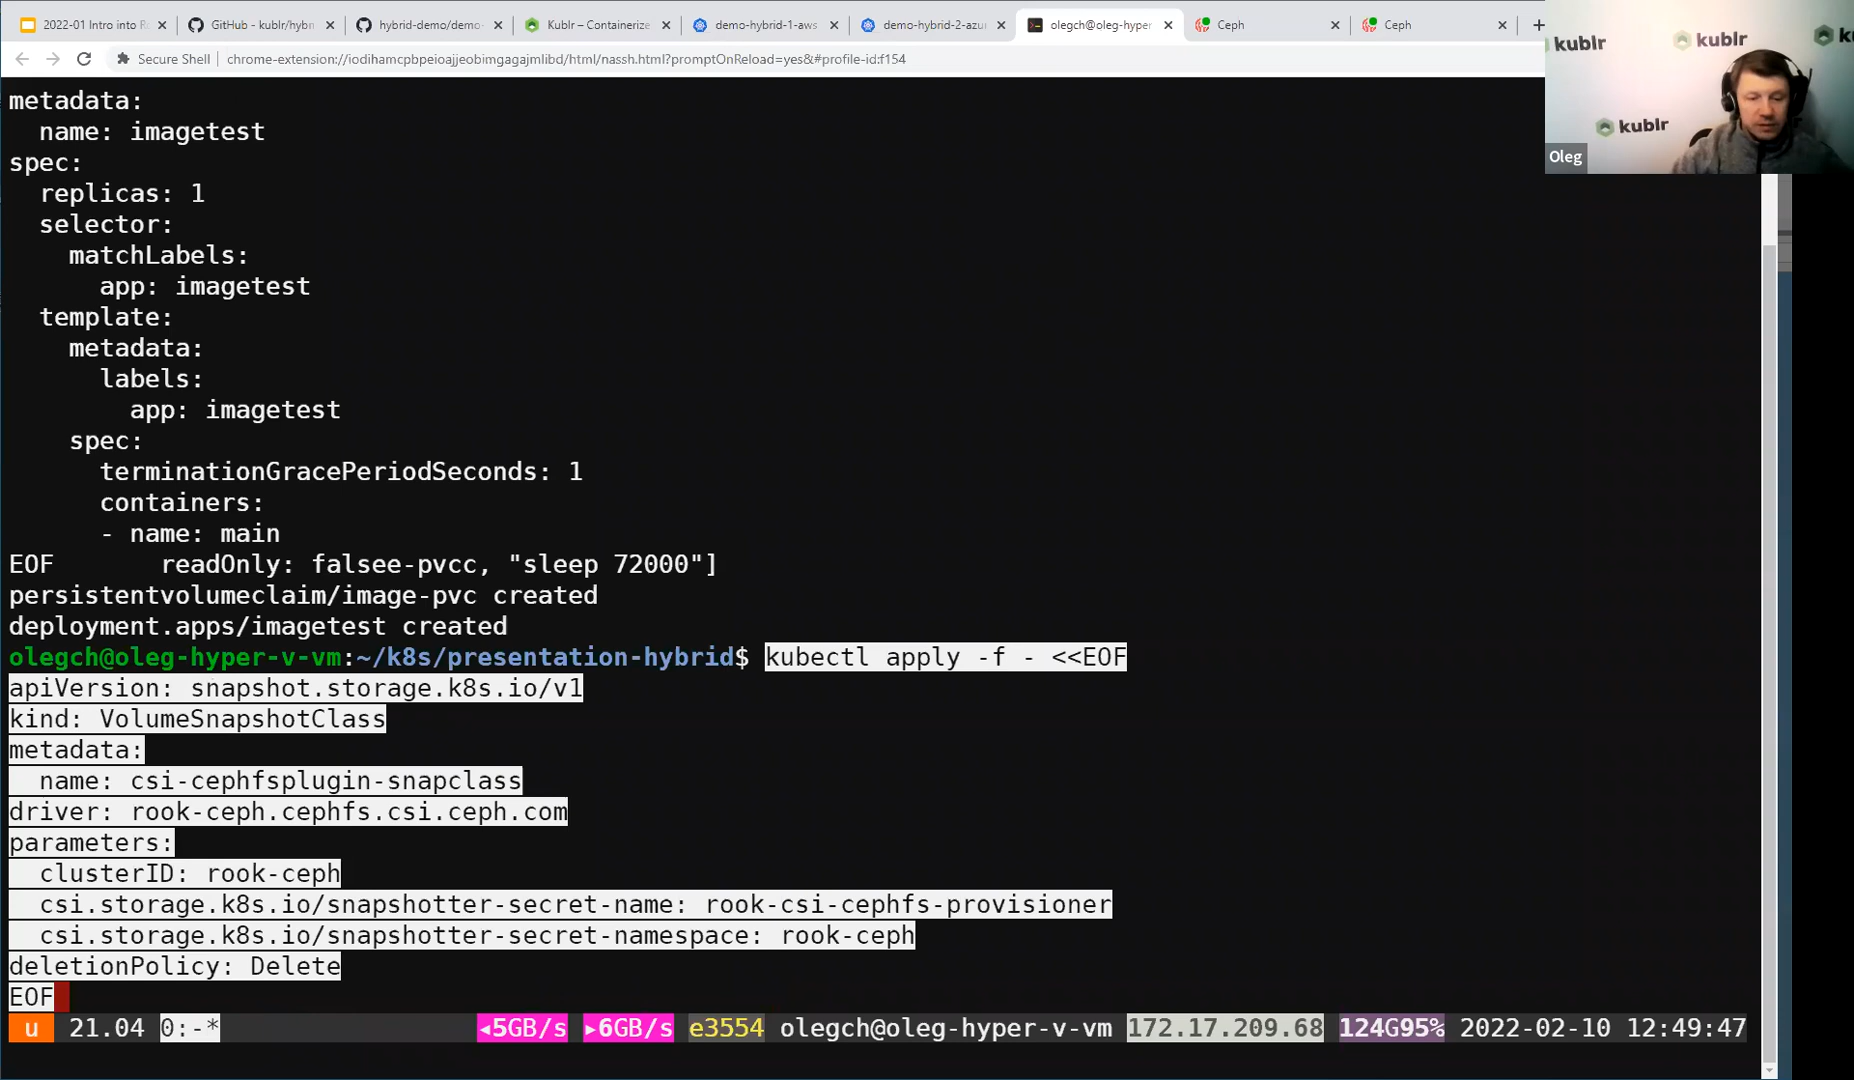 2022-01 Intro into R
GitHub - kublr/hybr
hybrid-demo/demo-
Kublr – Containerize
demo-hybrid-1-aws
demo-hybrid-2-azur
olegch@oleg-hyper
Ceph
Ceph
Secure Shell
chrome-extension://iodihamcpbpeioajjeobimgagajmlibd/html/nassh.html?promptOnReload=yes&#profile-id:f154
kublr
kublr
kublr
Oleg
metadata:
  name: imagetest
spec:
  replicas: 1
  selector:
    matchLabels:
      app: imagetest
  template:
    metadata:
      labels:
        app: imagetest
    spec:
      terminationGracePeriodSeconds: 1
      containers:
      - name: main
EOF       readOnly: falsee-pvcc, "sleep 72000"]
persistentvolumeclaim/image-pvc created
deployment.apps/imagetest created
olegch@oleg-hyper-v-vm:~/k8s/presentation-hybrid$ kubectl apply -f - <<EOF
apiVersion: snapshot.storage.k8s.io/v1
kind: VolumeSnapshotClass
metadata:
  name: csi-cephfsplugin-snapclass
driver: rook-ceph.cephfs.csi.ceph.com
parameters:
  clusterID: rook-ceph
  csi.storage.k8s.io/snapshotter-secret-name: rook-csi-cephfs-provisioner
  csi.storage.k8s.io/snapshotter-secret-namespace: rook-ceph
deletionPolicy: Delete
EOF
u 21.04 0:-* ◂5GB/s ▸6GB/s e3554 olegch@oleg-hyper-v-vm 172.17.209.68 124G95% 2022-02-10 12:49:47